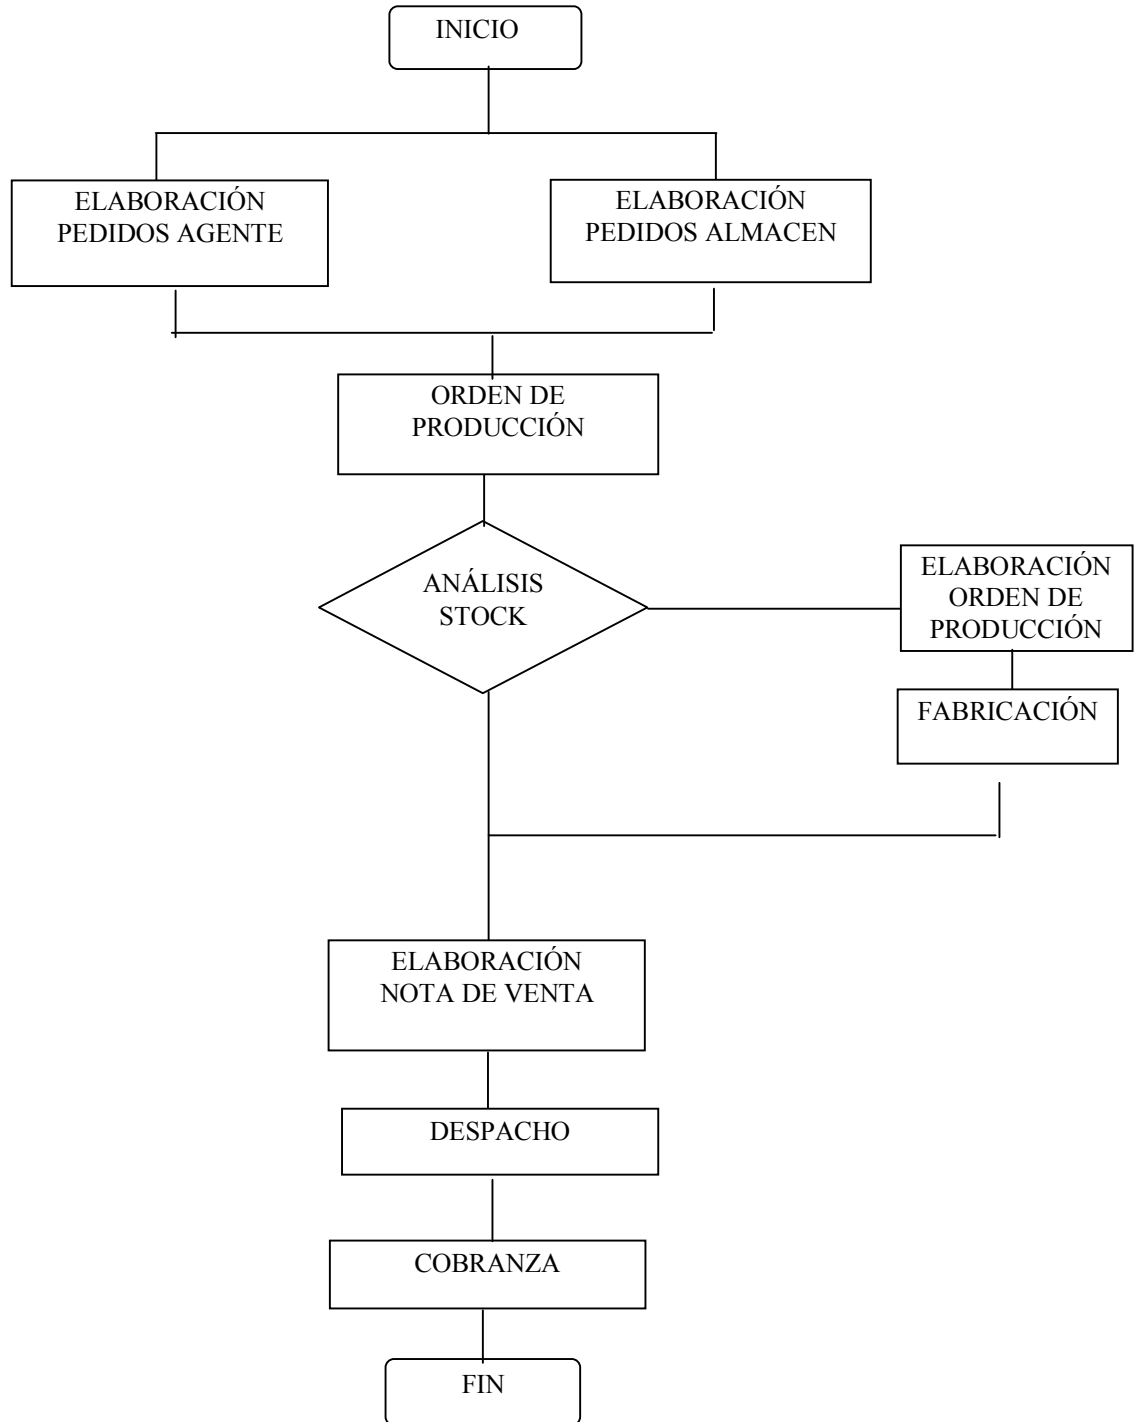 INICIO
ELABORACIÓN
PEDIDOS AGENTE
ELABORACIÓN
PEDIDOS ALMACEN
ORDEN DE
PRODUCCIÓN
ANÁLISIS
STOCK
ELABORACIÓN
ORDEN DE
PRODUCCIÓN
FABRICACIÓN
ELABORACIÓN
NOTA DE VENTA
DESPACHO
COBRANZA
FIN